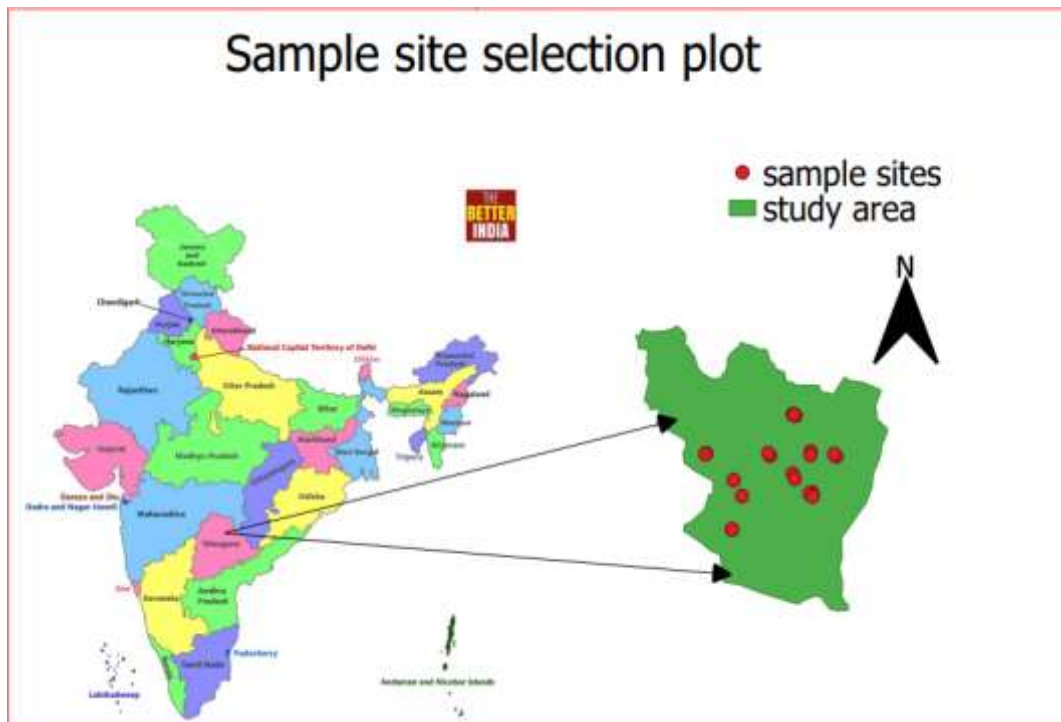 Sample site selection plot
sample sites
study area
N
THE
BETTER
INDIA
Jammu
and
Kashmir
Himachal
Pradesh
Chandigarh
Punjab
Uttarakhand
Haryana
National Capital Territory of Delhi
Sikkim
Arunachal
Pradesh
Rajasthan
Uttar Pradesh
Assam
Nagaland
Bihar
Meghalaya
Manipur
Jharkhand
West Bengal
Tripura
Mizoram
Gujarat
Madhya Pradesh
Chhattisgarh
Odisha
Daman and Diu
Dadra and Nagar Haveli
Maharashtra
Telangana
Goa
Karnataka
Andhra
Pradesh
Puducherry
Tamil Nadu
Lakshadweep
Andaman and Nicobar Islands